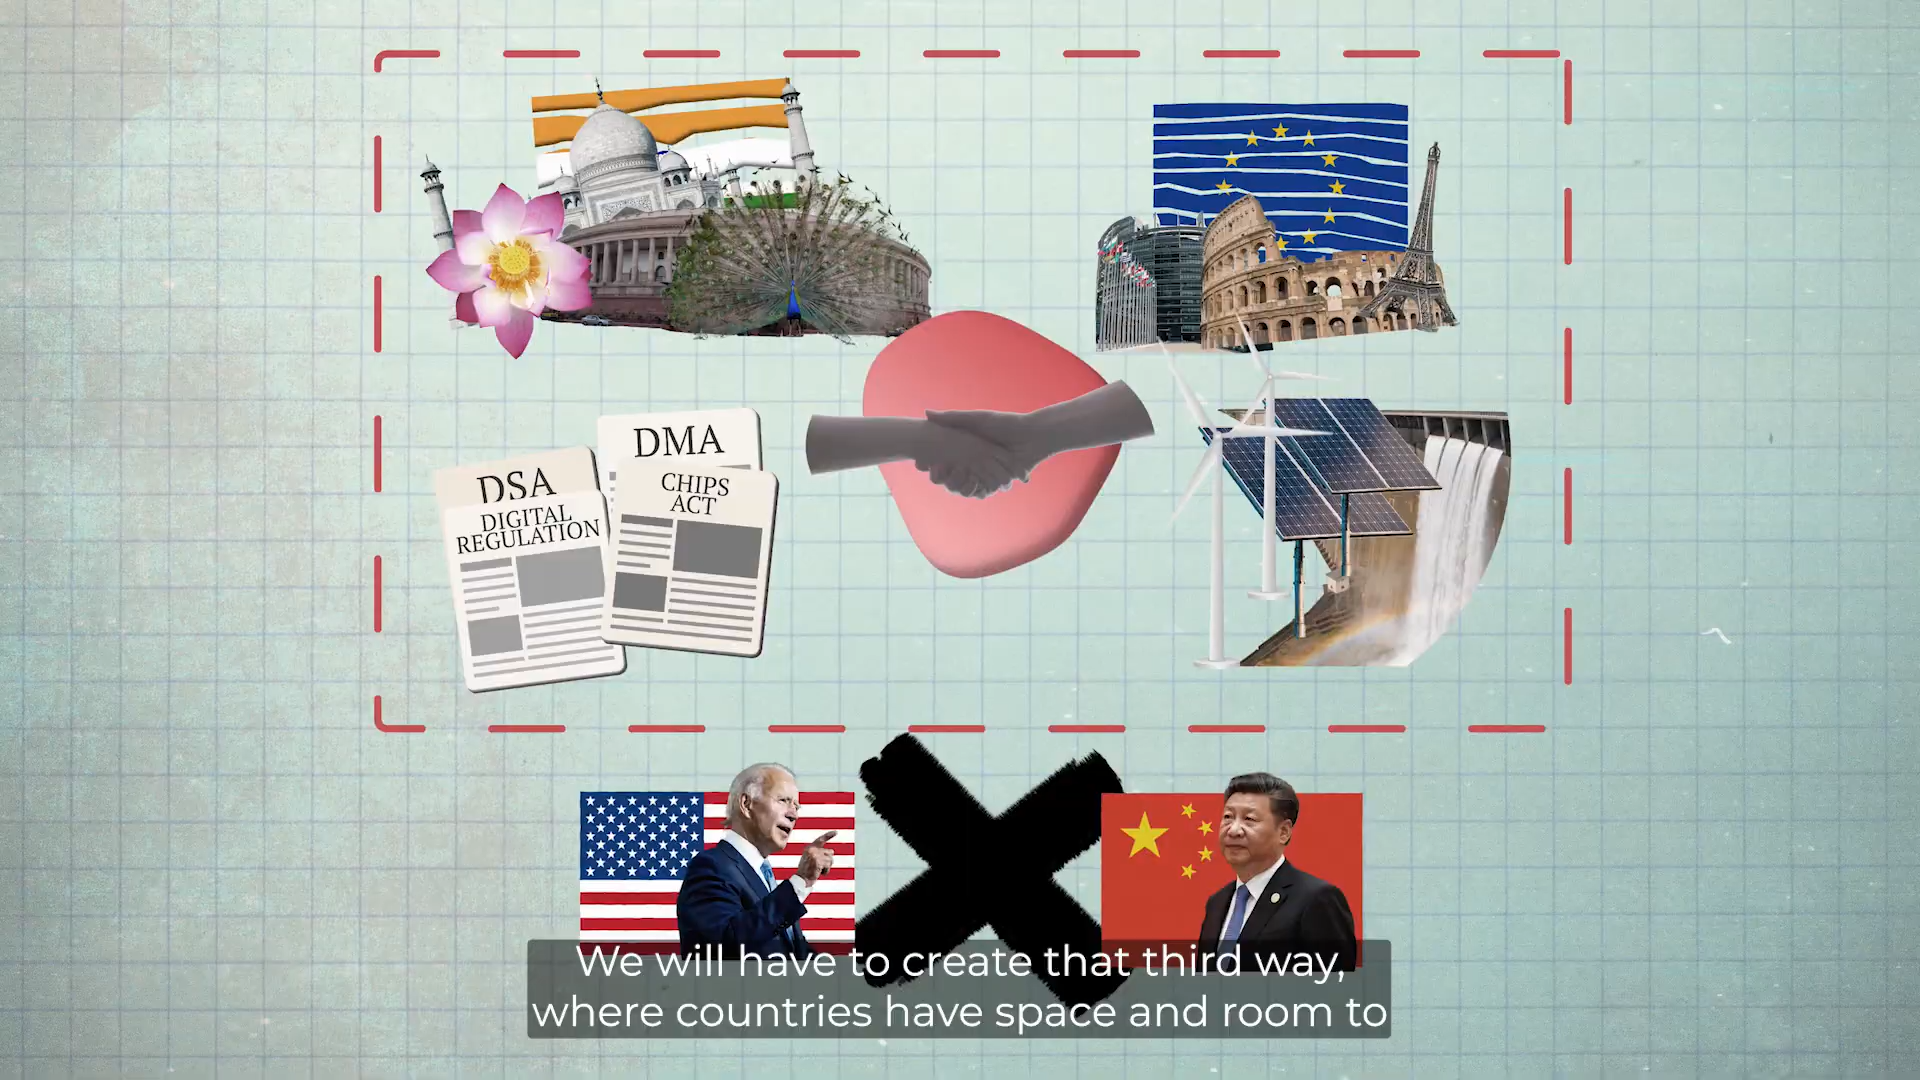 DMA
DSA
CHIPS
ACT
DIGITAL
REGULATION
We will have to create that third way,
where countries have space and room to